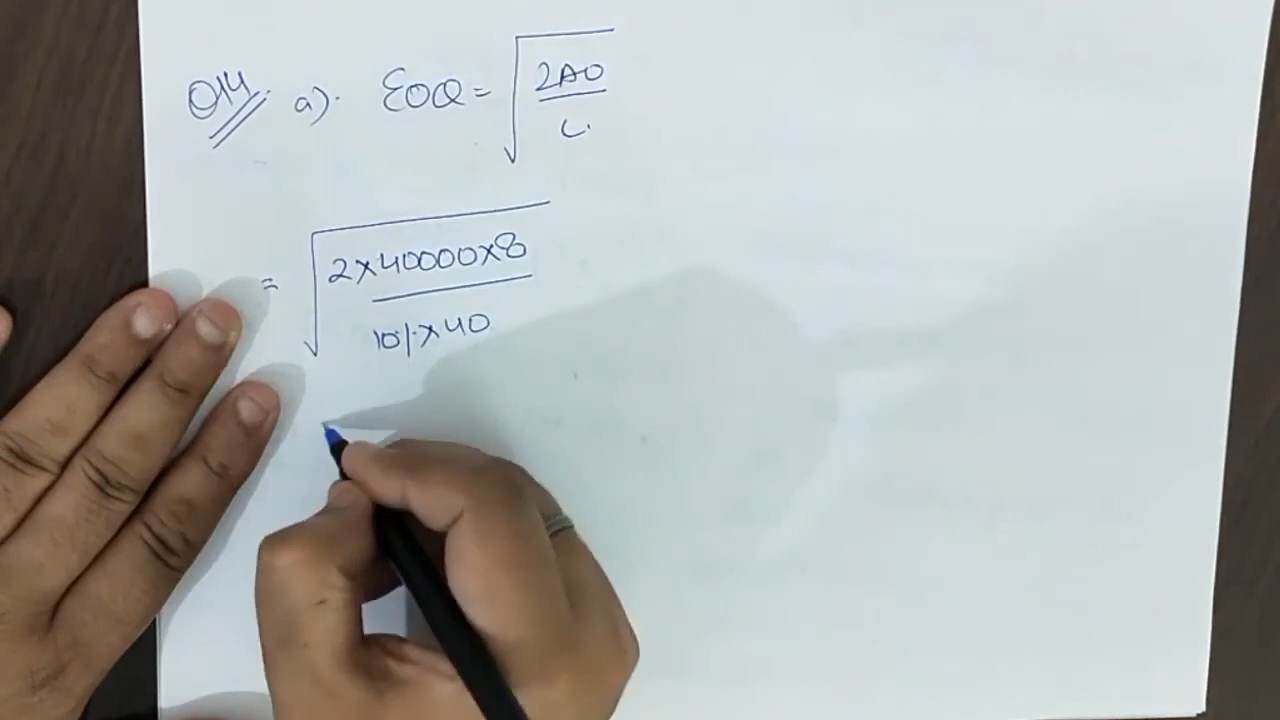 Q14. a). EOQ = √2AO/C.
= √2×40000×8/10%×40